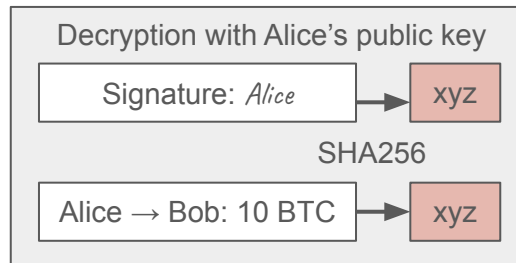 Decryption with Alice's public key
Signature: Alice
xyz
SHA256
Alice → Bob: 10 BTC
xyz